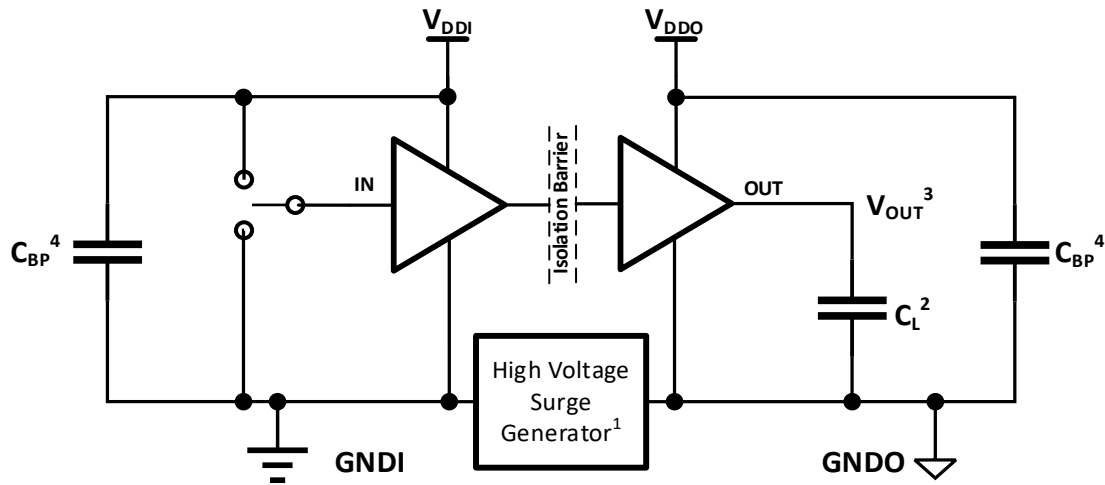 VDDI
VDDO
IN
Isolation Barrier
OUT
VOUT3
CBP4
CBP4
CL2
High Voltage
Surge
Generator1
GNDI
GNDO